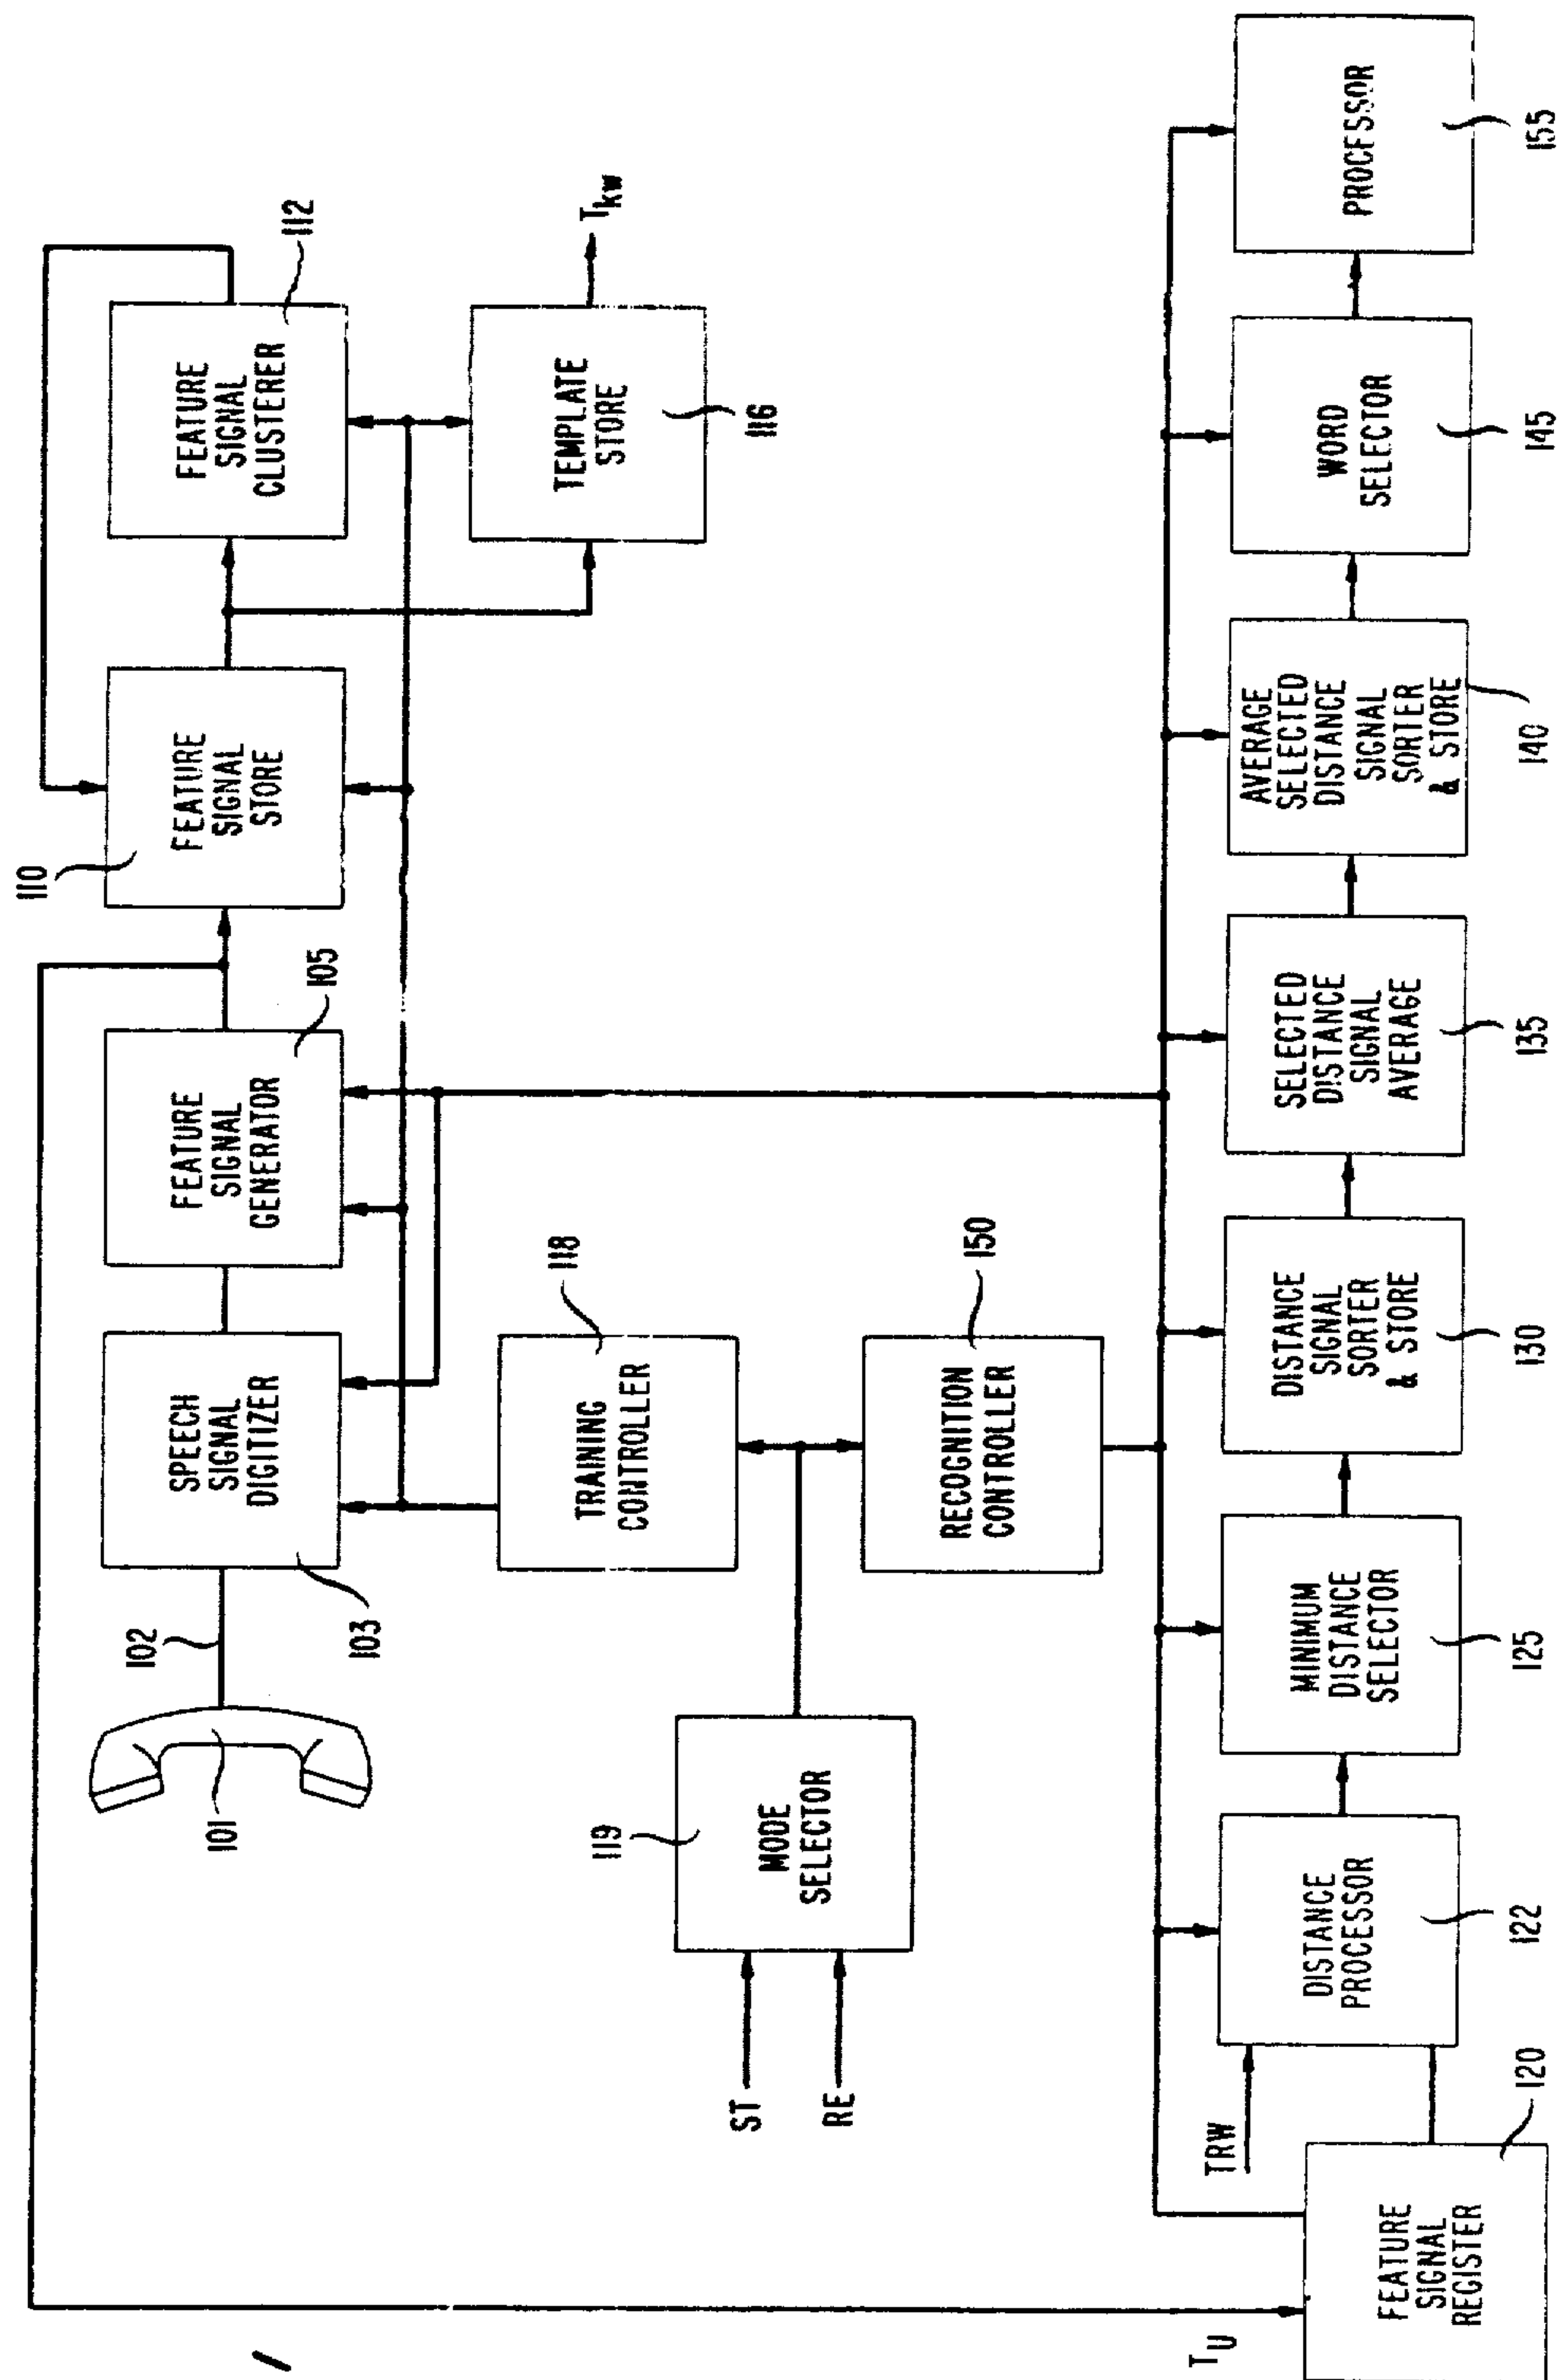 101
102
SPEECH
SIGNAL
DIGITIZER
103
FEATURE
SIGNAL
GENERATOR
105
110
FEATURE
SIGNAL
STORE
FEATURE
SIGNAL
CLUSTERER
112
TEMPLATE
STORE
116
Tkw
ST
RE
119
MODE
SELECTOR
118
TRAINING
CONTROLLER
150
RECOGNITION
CONTROLLER
TU
FEATURE
SIGNAL
REGISTER
120
TRW
DISTANCE
PROCESSOR
122
MINIMUM
DISTANCE
SELECTOR
125
DISTANCE
SIGNAL
SORTER
& STORE
130
SELECTED
DISTANCE
SIGNAL
AVERAGE
135
AVERAGE
SELECTED
DISTANCE
SIGNAL
SORTER
& STORE
140
WORD
SELECTOR
145
PROCESSOR
155